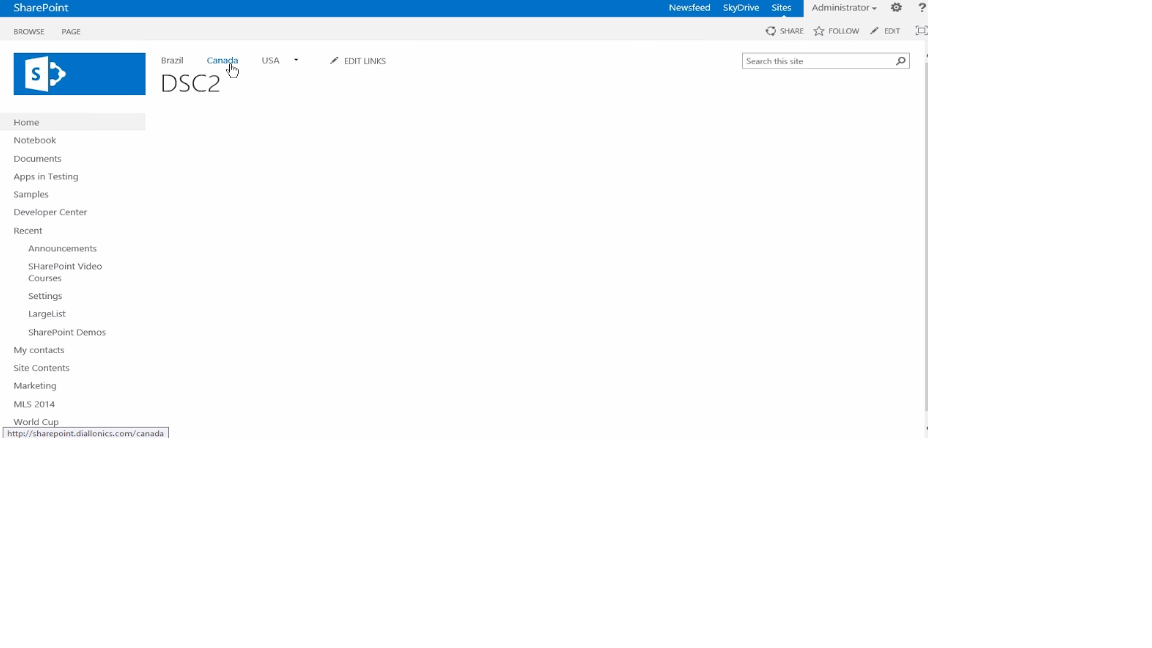 SharePoint
Newsfeed SkyDrive Sites Administrator ?
BROWSE PAGE
SHARE FOLLOW EDIT
S
Brazil Canada USA EDIT LINKS
Search this site
DSC2
Home
Notebook
Documents
Apps in Testing
Samples
Developer Center
Recent
Announcements
SHarePoint Video
Courses
Settings
LargeList
SharePoint Demos
My contacts
Site Contents
Marketing
MLS 2014
World Cup
http://sharepoint.diallonics.com/canada